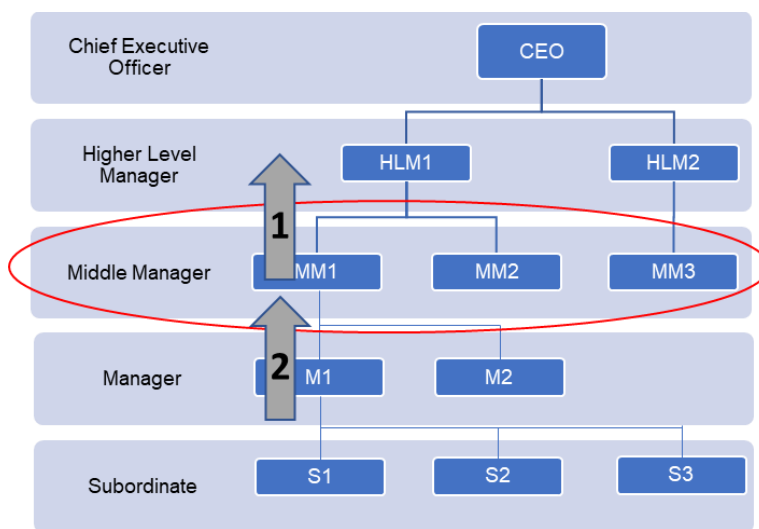 Chief Executive
Officer
CEO
Higher Level
Manager
HLM1
HLM2
1
Middle Manager
MM1
MM2
MM3
2
Manager
M1
M2
Subordinate
S1
S2
S3